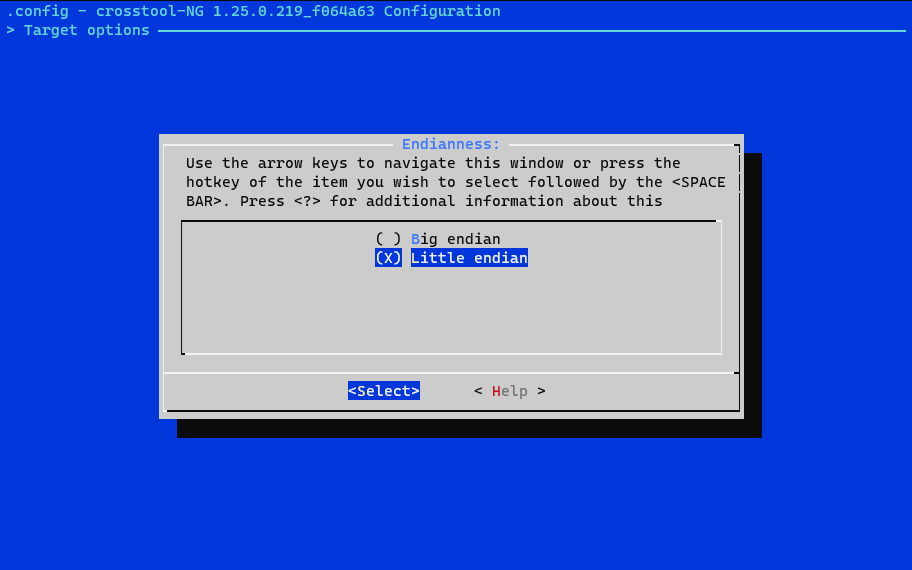 .config - crosstool-NG 1.25.0.219_f064a63 Configuration
> Target options
Endianness:
Use the arrow keys to navigate this window or press the
hotkey of the item you wish to select followed by the <SPACE
BAR>. Press <?> for additional information about this
( ) Big endian
(X) Little endian
<Select> < Help >